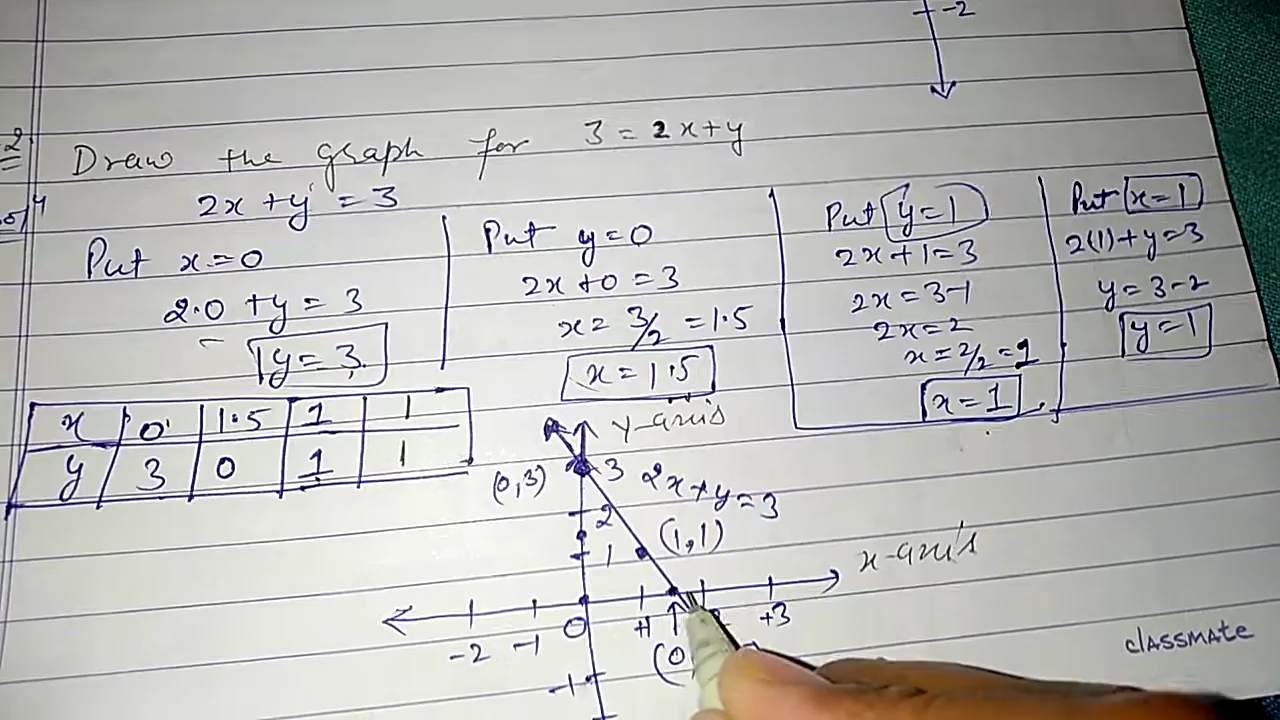 -2
2
Draw the graph for 3 = 2x+y
2x + y = 3
Put x=0
2·0 + y = 3
y = 3
Put y=0
2x + 0 = 3
x = 3/2 = 1.5
x = 1.5
Put y=1
2x+1=3
2x = 3-1
2x = 2
x = 2/2 = 1
x = 1
Put x=1
2(1)+y=3
y = 3-2
y = 1
x 0 1.5 1 1
y 3 0 1 1
y-axis
(0,3) 3 2x+y=3
2
1 (1,1)
x-axis
-2 -1 0 +1 +3
(0
-1
classmate